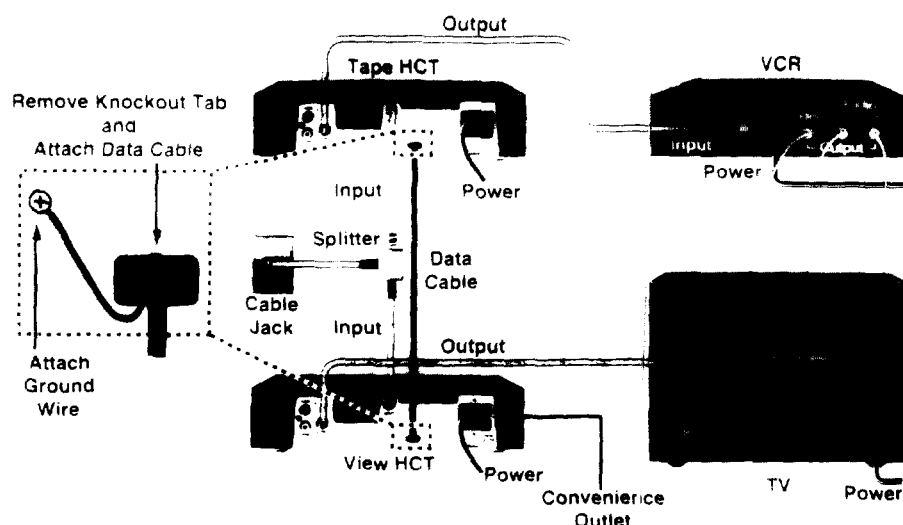 Output
Tape HCT
VCR
Remove Knockout Tab
and
Attach Data Cable
Input
Output
Power
Input
Power
Splitter
Data
Cable
Cable
Jack
Input
Output
Attach
Ground
Wire
View HCT
Power
Convenience
Outlet
TV
Power